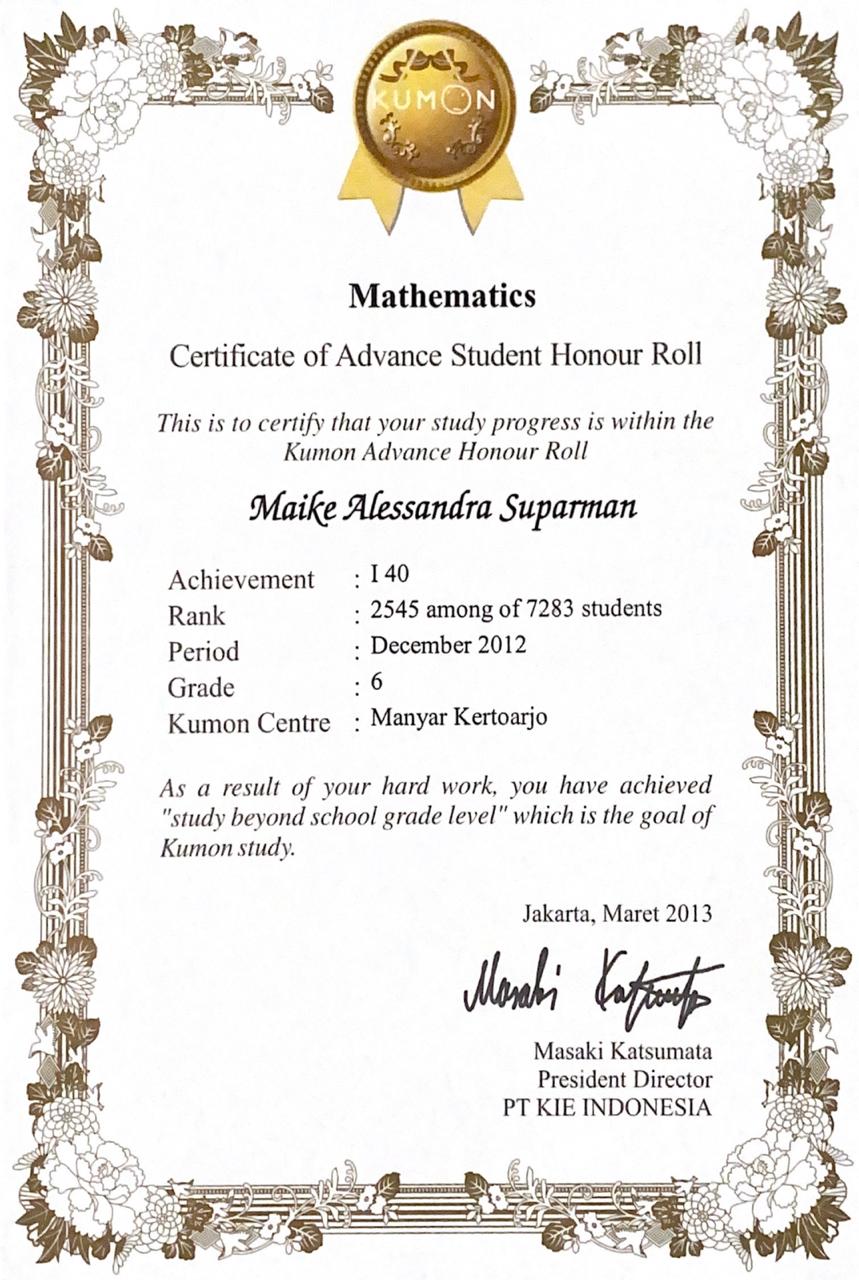 KUMON
Mathematics
Certificate of Advance Student Honour Roll
This is to certify that your study progress is within the
Kumon Advance Honour Roll
Maike Alessandra Suparman
Achievement : I 40
Rank : 2545 among of 7283 students
Period : December 2012
Grade : 6
Kumon Centre : Manyar Kertoarjo
As a result of your hard work, you have achieved
"study beyond school grade level" which is the goal of
Kumon study.
Jakarta, Maret 2013
Masaki Katsumata
Masaki Katsumata
President Director
PT KIE INDONESIA